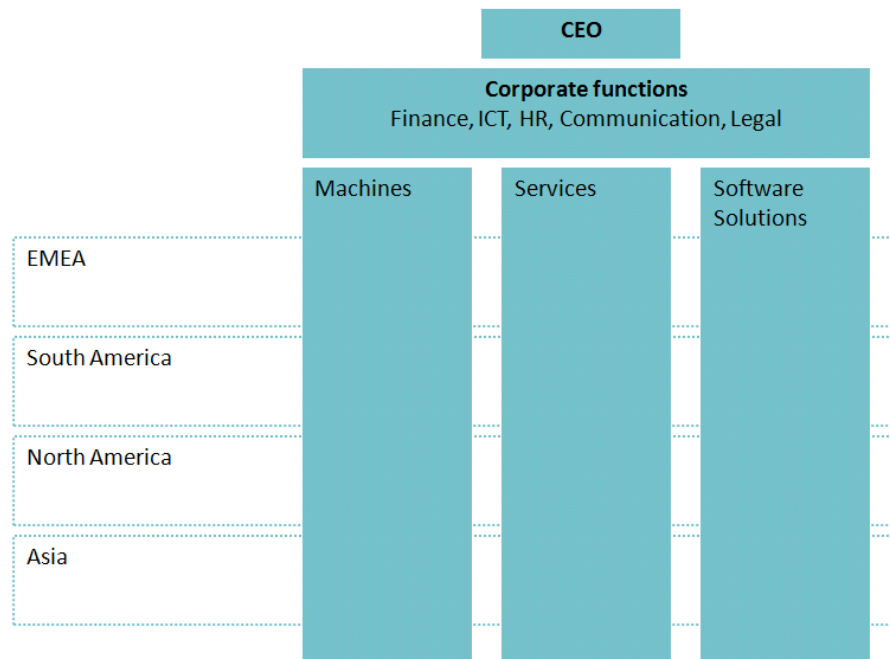 CEO
Corporate functions
Finance, ICT, HR, Communication, Legal
Machines
Services
Software
Solutions
EMEA
South America
North America
Asia